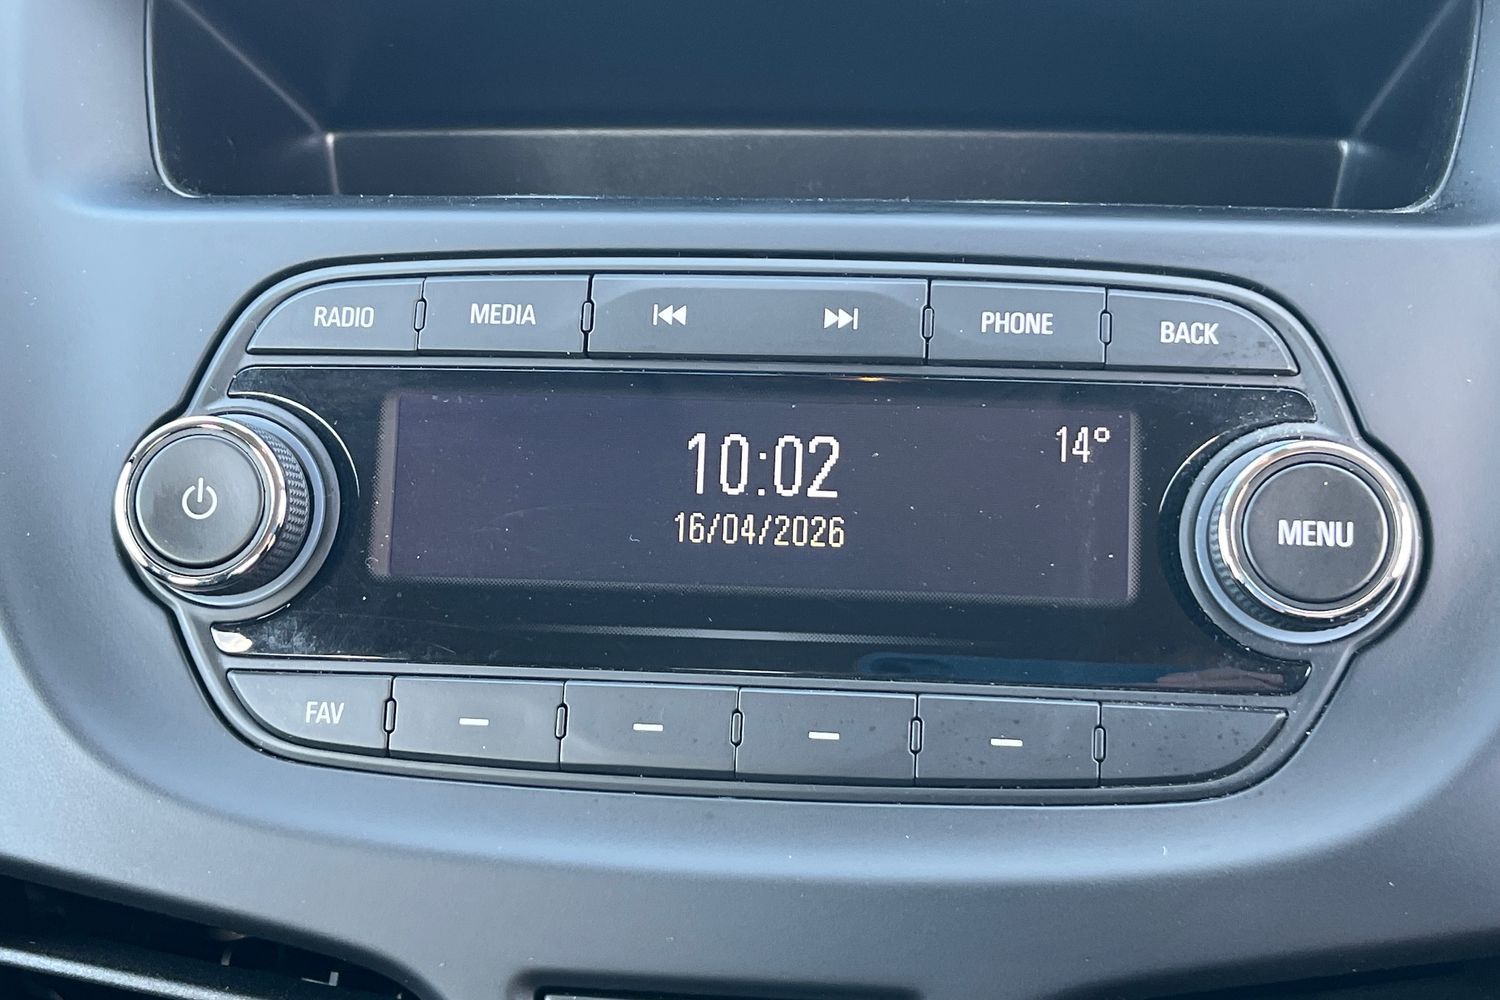 RADIO MEDIA PHONE BACK
10:02 14°
16/04/2026
MENU
FAV